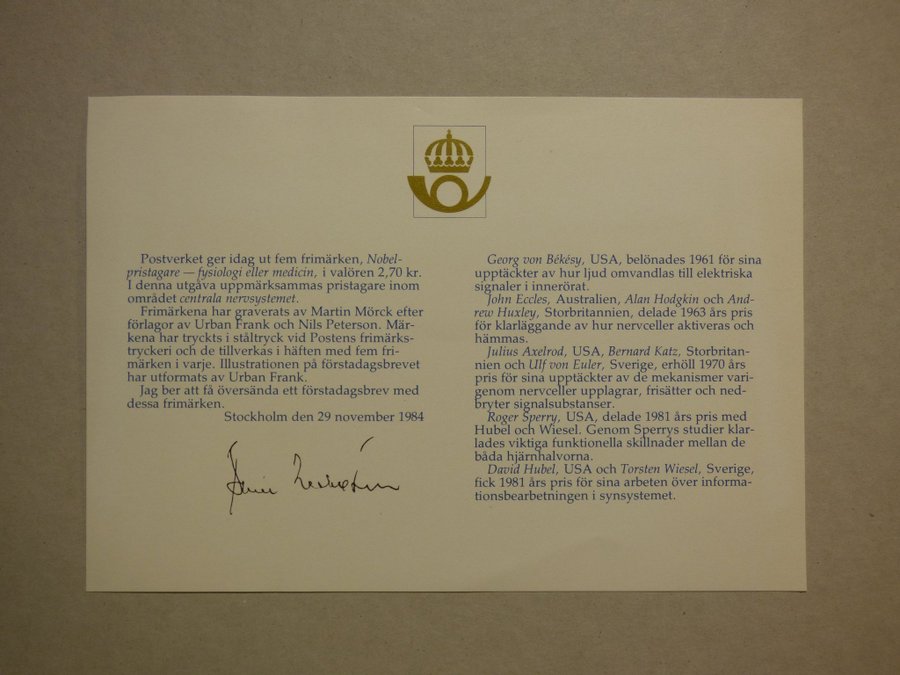 Postverket ger idag ut fem frimärken, Nobel-
pristagare — fysiologi eller medicin, i valören 2,70 kr.
I denna utgåva uppmärksammas pristagare inom
området centrala nervsystemet.
Frimärkena har graverats av Martin Mörck efter
förlagor av Urban Frank och Nils Peterson. Mär-
kena har tryckts i ståltryck vid Postens frimärks-
tryckeri och de tillverkas i häften med fem fri-
märken i varje. Illustrationen på förstadagsbrevet
har utformats av Urban Frank.
Jag ber att få översända ett förstadagsbrev med
dessa frimärken.
Stockholm den 29 november 1984
Georg von Békésy, USA, belönades 1961 för sina
upptäckter av hur ljud omvandlas till elektriska
signaler i innerörat.
John Eccles, Australien, Alan Hodgkin och And-
rew Huxley, Storbritannien, delade 1963 års pris
för klarläggande av hur nervceller aktiveras och
hämmas.
Julius Axelrod, USA, Bernard Katz, Storbritan-
nien och Ulf von Euler, Sverige, erhöll 1970 års
pris för sina upptäckter av de mekanismer vari-
genom nervceller upplagrar, frisätter och ned-
bryter signalsubstanser.
Roger Sperry, USA, delade 1981 års pris med
Hubel och Wiesel. Genom Sperrys studier klar-
lades viktiga funktionella skillnader mellan de
båda hjärnhalvorna.
David Hubel, USA och Torsten Wiesel, Sverige,
fick 1981 års pris för sina arbeten över informa-
tionsbearbetningen i synsystemet.